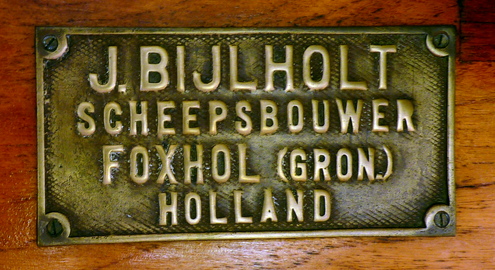 J. BIJLHOLT
SCHEEPSBOUWER
FOXHOL (GRON.)
HOLLAND